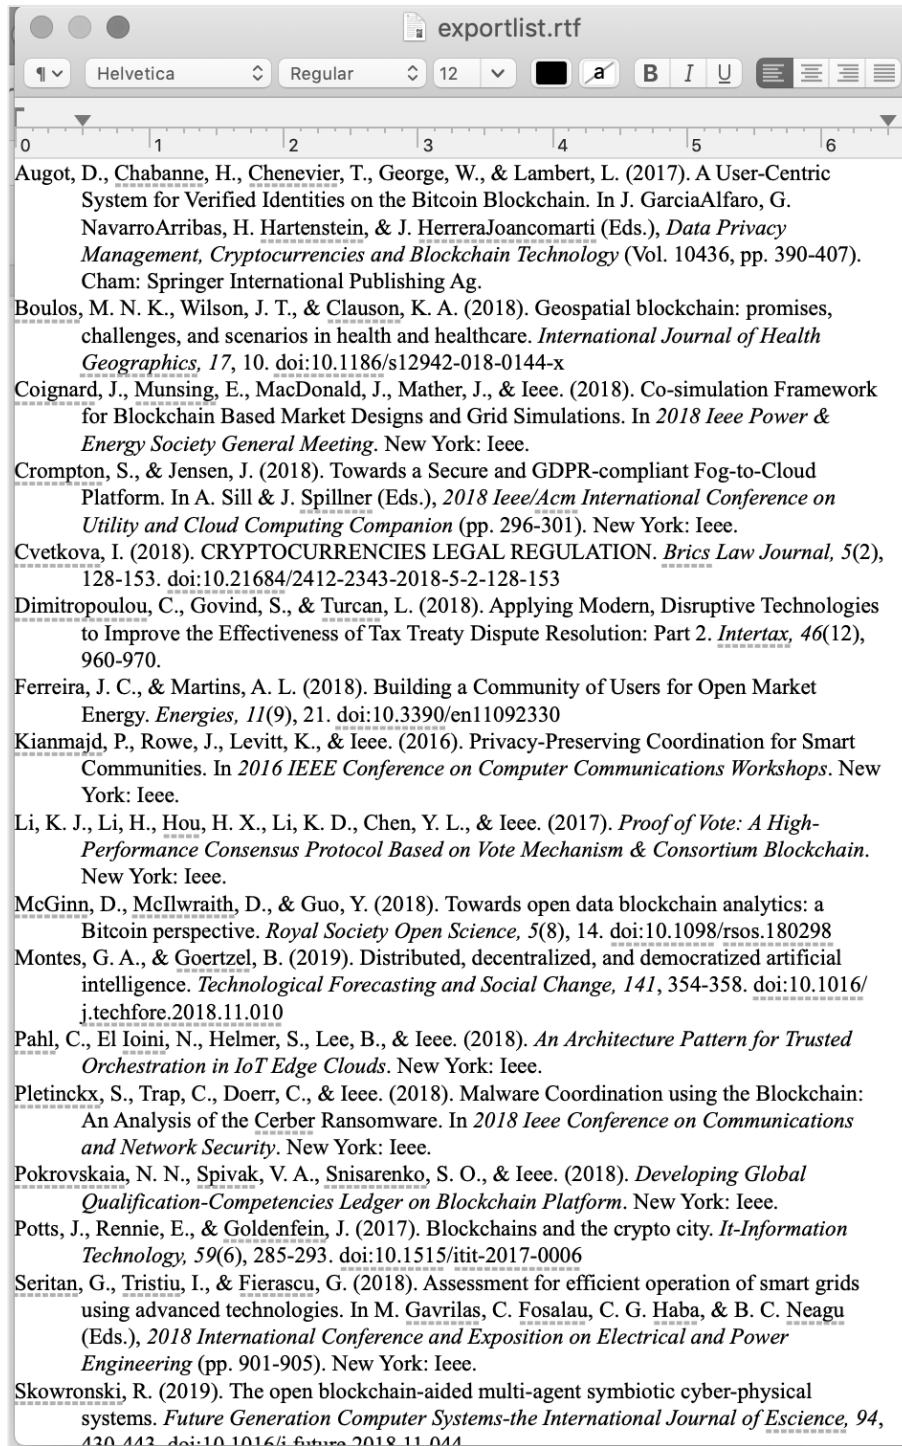 exportlist.rtf
¶ Helvetica Regular 12 a B I U
0 1 2 3 4 5 6
Augot, D., Chabanne, H., Chenevier, T., George, W., & Lambert, L. (2017). A User-Centric
System for Verified Identities on the Bitcoin Blockchain. In J. GarciaAlfaro, G.
NavarroArribas, H. Hartenstein, & J. HerreraJoancomarti (Eds.), Data Privacy
Management, Cryptocurrencies and Blockchain Technology (Vol. 10436, pp. 390-407).
Cham: Springer International Publishing Ag.
Boulos, M. N. K., Wilson, J. T., & Clauson, K. A. (2018). Geospatial blockchain: promises,
challenges, and scenarios in health and healthcare. International Journal of Health
Geographics, 17, 10. doi:10.1186/s12942-018-0144-x
Coignard, J., Munsing, E., MacDonald, J., Mather, J., & Ieee. (2018). Co-simulation Framework
for Blockchain Based Market Designs and Grid Simulations. In 2018 Ieee Power &
Energy Society General Meeting. New York: Ieee.
Crompton, S., & Jensen, J. (2018). Towards a Secure and GDPR-compliant Fog-to-Cloud
Platform. In A. Sill & J. Spillner (Eds.), 2018 Ieee/Acm International Conference on
Utility and Cloud Computing Companion (pp. 296-301). New York: Ieee.
Cvetkova, I. (2018). CRYPTOCURRENCIES LEGAL REGULATION. Brics Law Journal, 5(2),
128-153. doi:10.21684/2412-2343-2018-5-2-128-153
Dimitropoulou, C., Govind, S., & Turcan, L. (2018). Applying Modern, Disruptive Technologies
to Improve the Effectiveness of Tax Treaty Dispute Resolution: Part 2. Intertax, 46(12),
960-970.
Ferreira, J. C., & Martins, A. L. (2018). Building a Community of Users for Open Market
Energy. Energies, 11(9), 21. doi:10.3390/en11092330
Kianmajd, P., Rowe, J., Levitt, K., & Ieee. (2016). Privacy-Preserving Coordination for Smart
Communities. In 2016 IEEE Conference on Computer Communications Workshops. New
York: Ieee.
Li, K. J., Li, H., Hou, H. X., Li, K. D., Chen, Y. L., & Ieee. (2017). Proof of Vote: A High-
Performance Consensus Protocol Based on Vote Mechanism & Consortium Blockchain.
New York: Ieee.
McGinn, D., McIlwraith, D., & Guo, Y. (2018). Towards open data blockchain analytics: a
Bitcoin perspective. Royal Society Open Science, 5(8), 14. doi:10.1098/rsos.180298
Montes, G. A., & Goertzel, B. (2019). Distributed, decentralized, and democratized artificial
intelligence. Technological Forecasting and Social Change, 141, 354-358. doi:10.1016/
j.techfore.2018.11.010
Pahl, C., El Ioini, N., Helmer, S., Lee, B., & Ieee. (2018). An Architecture Pattern for Trusted
Orchestration in IoT Edge Clouds. New York: Ieee.
Pletinckx, S., Trap, C., Doerr, C., & Ieee. (2018). Malware Coordination using the Blockchain:
An Analysis of the Cerber Ransomware. In 2018 Ieee Conference on Communications
and Network Security. New York: Ieee.
Pokrovskaia, N. N., Spivak, V. A., Snisarenko, S. O., & Ieee. (2018). Developing Global
Qualification-Competencies Ledger on Blockchain Platform. New York: Ieee.
Potts, J., Rennie, E., & Goldenfein, J. (2017). Blockchains and the crypto city. It-Information
Technology, 59(6), 285-293. doi:10.1515/itit-2017-0006
Seritan, G., Tristiu, I., & Fierascu, G. (2018). Assessment for efficient operation of smart grids
using advanced technologies. In M. Gavrilas, C. Fosalau, C. G. Haba, & B. C. Neagu
(Eds.), 2018 International Conference and Exposition on Electrical and Power
Engineering (pp. 901-905). New York: Ieee.
Skowronski, R. (2019). The open blockchain-aided multi-agent symbiotic cyber-physical
systems. Future Generation Computer Systems-the International Journal of Escience, 94,
430-443. doi:10.1016/j.future.2018.11.044